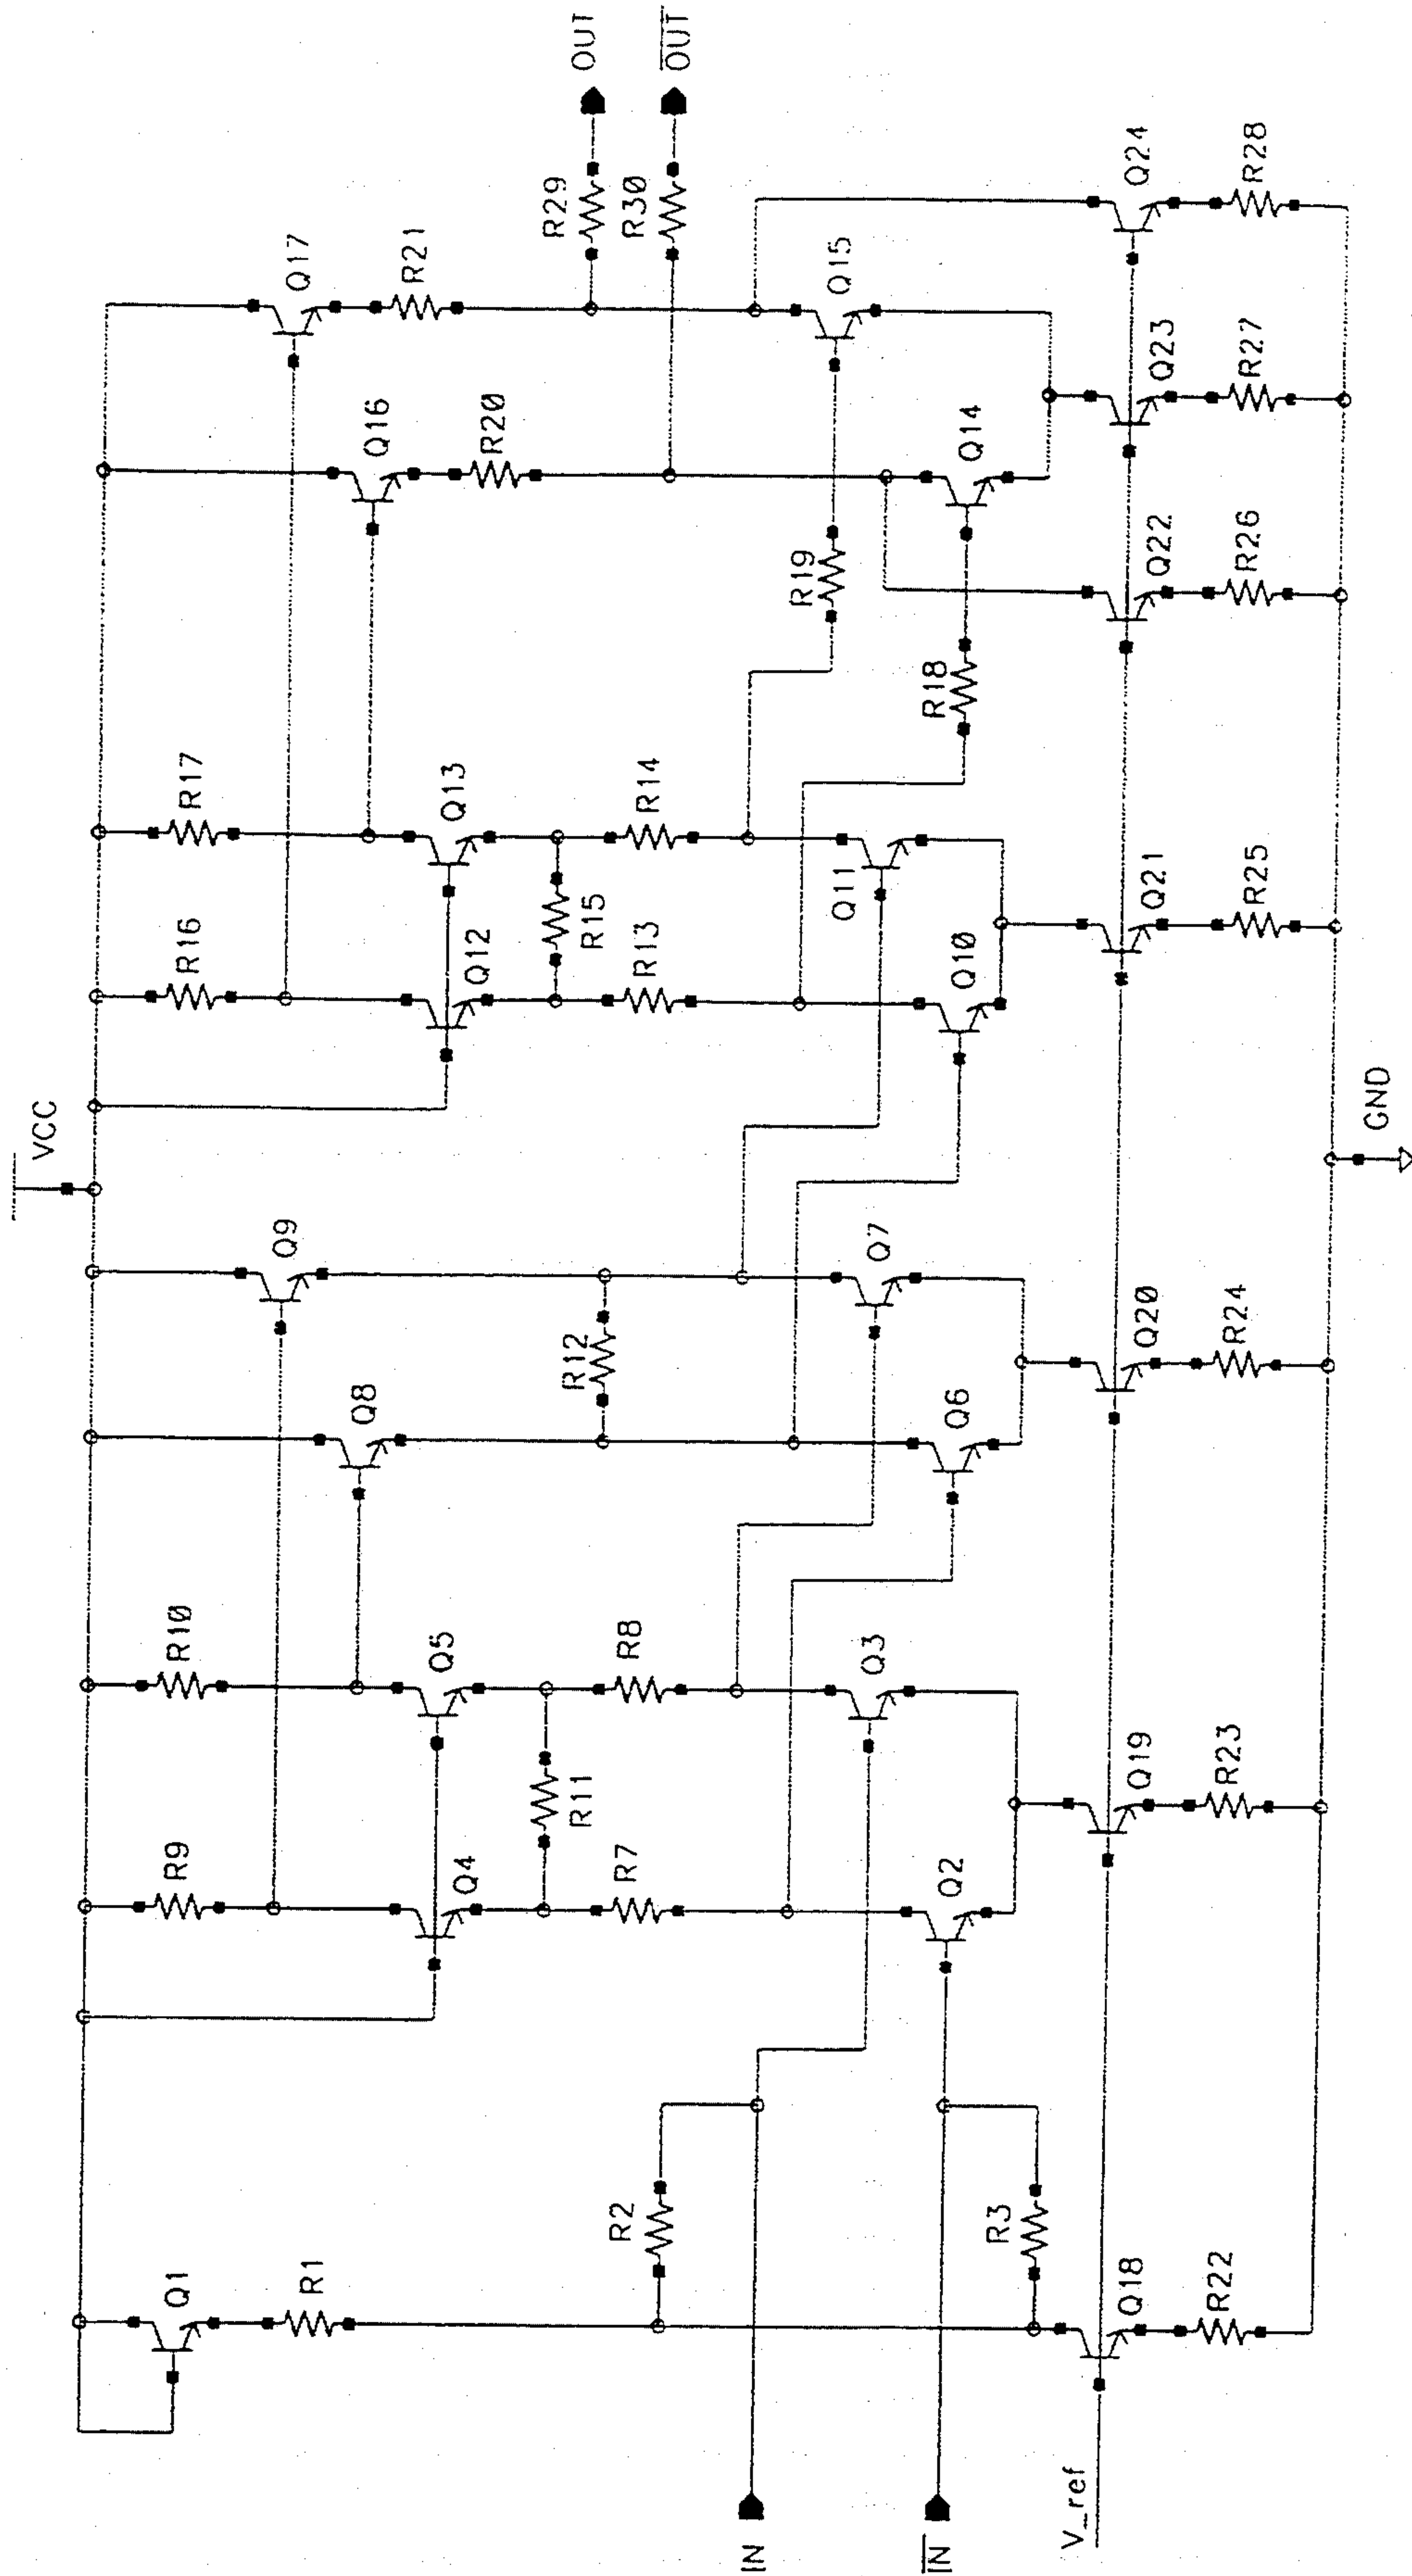 VCC
Q1
R1
R2
R3
IN
IN
V_ref
Q18
R22
R9
R10
Q4
Q5
R11
R7
R8
Q2
Q3
Q19
R23
Q8
Q9
R12
Q6
Q7
Q20
R24
R16
R17
Q12
Q13
R15
R13
R14
Q10
Q11
Q21
R25
Q16
Q17
R20
R21
R18
R19
Q14
Q15
Q22
Q23
Q24
R26
R27
R28
R29
R30
OUT
OUT
GND